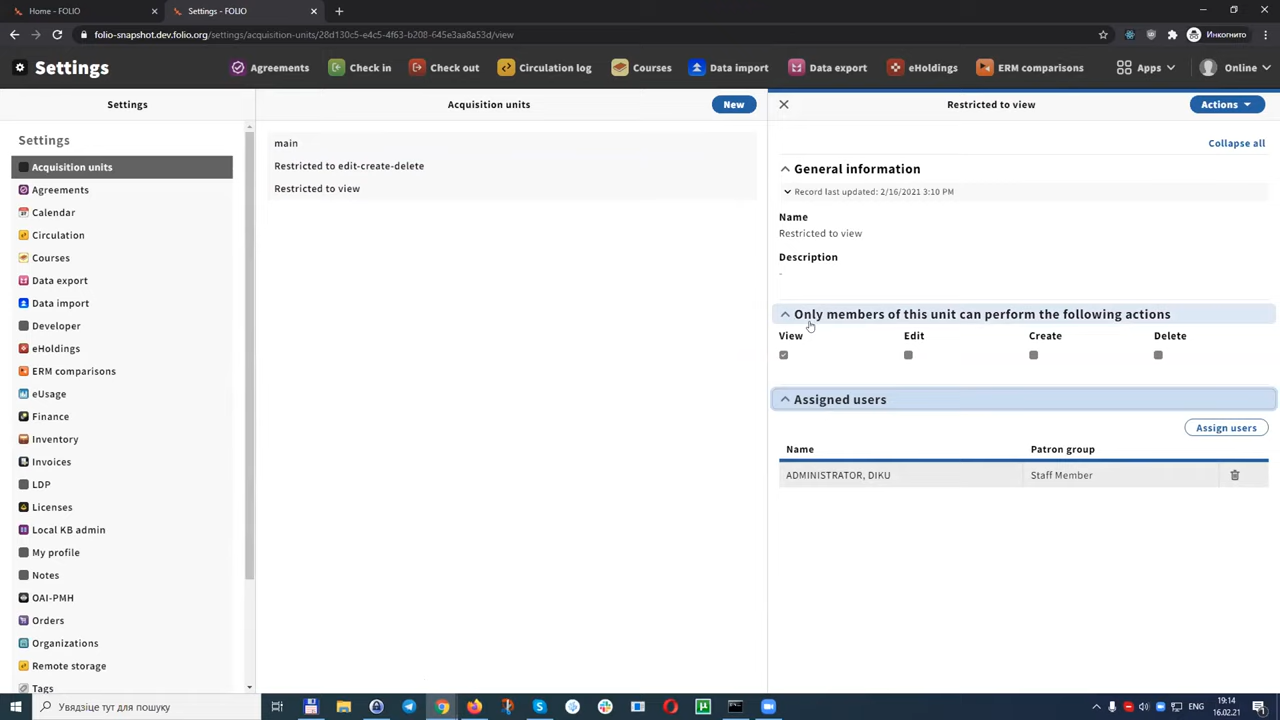 Home - FOLIO
Settings - FOLIO
folio-snapshot.dev.folio.org/settings/acquisition-units/28d130c5-e4c5-4f63-b208-645e3aa8a53d/view
Инкогнито
Settings
Agreements
Check in
Check out
Circulation log
Courses
Data import
Data export
eHoldings
ERM comparisons
Apps
Online
Settings
Acquisition units
New
Restricted to view
Actions
Settings
Acquisition units
Agreements
Calendar
Circulation
Courses
Data export
Data import
Developer
eHoldings
ERM comparisons
eUsage
Finance
Inventory
Invoices
LDP
Licenses
Local KB admin
My profile
Notes
OAI-PMH
Orders
Organizations
Remote storage
Tags
main
Restricted to edit-create-delete
Restricted to view
Collapse all
General information
Record last updated: 2/16/2021 3:10 PM
Name
Restricted to view
Description
-
Only members of this unit can perform the following actions
View Edit Create Delete
Assigned users
Assign users
Name Patron group
ADMINISTRATOR, DIKU Staff Member
Увядзіце тут для пошуку
ENG
19:14
16.02.21